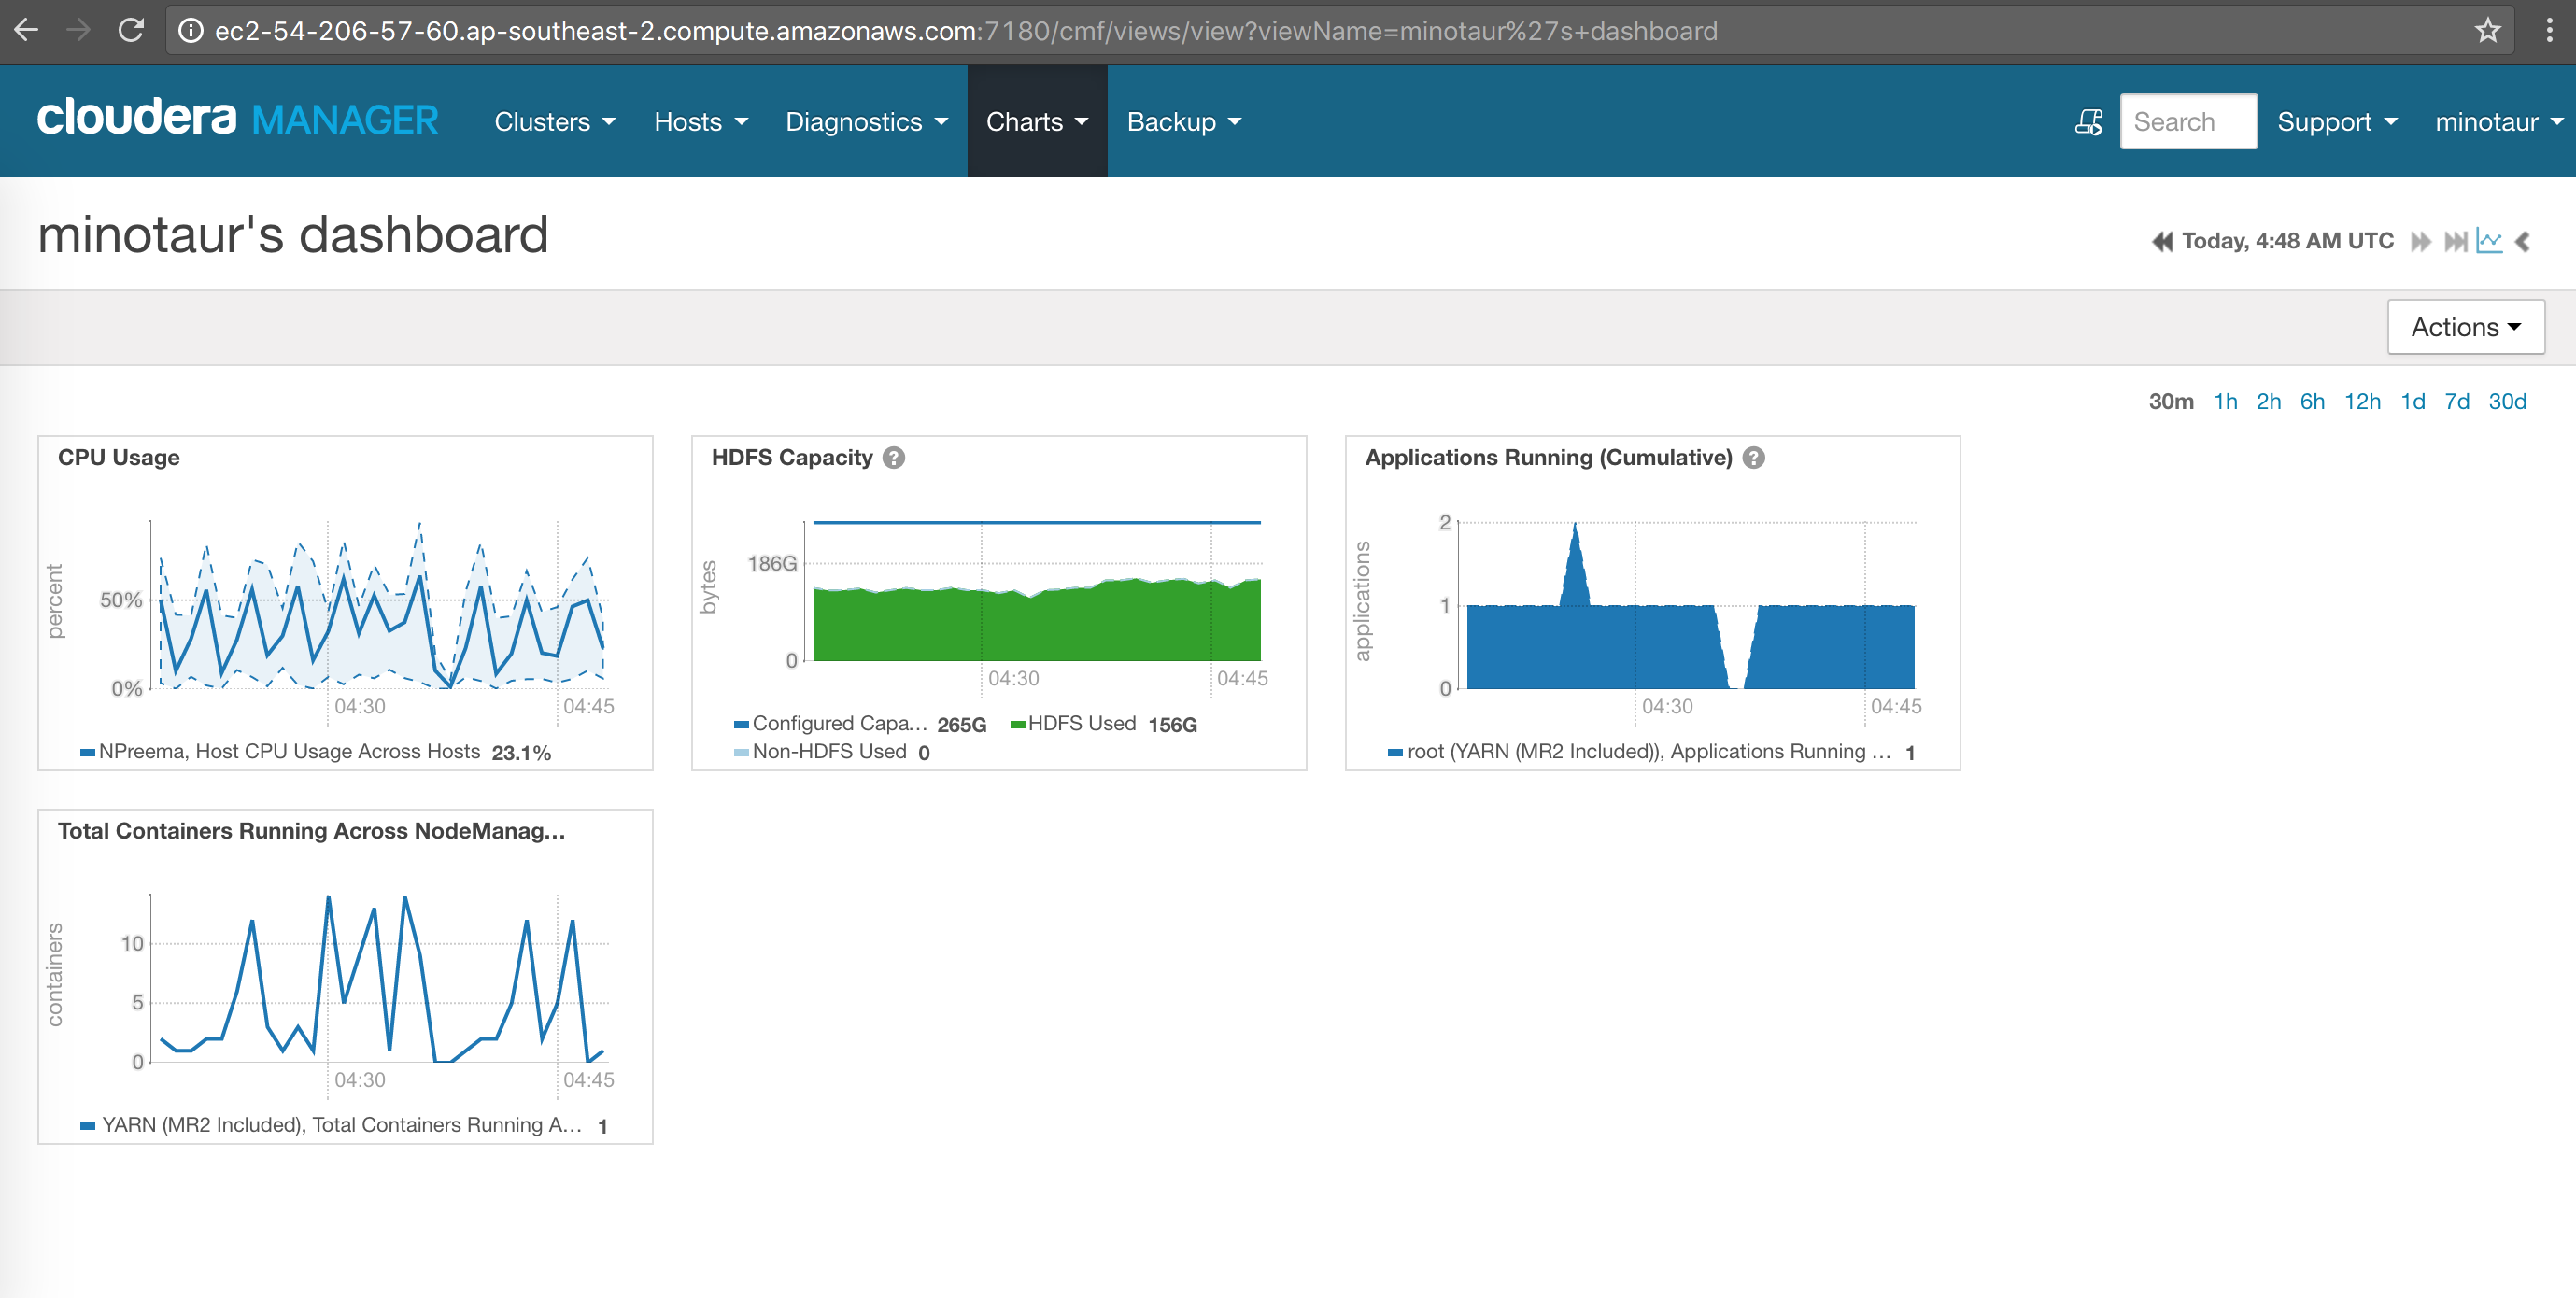 ec2-54-206-57-60.ap-southeast-2.compute.amazonaws.com:7180/cmf/views/view?viewName=minotaur%27s+dashboard
cloudera MANAGER Clusters Hosts Diagnostics Charts Backup Search Support minotaur
minotaur's dashboard
Today, 4:48 AM UTC
Actions
30m 1h 2h 6h 12h 1d 7d 30d
CPU Usage
percent
50%
0%
04:30 04:45
NPreema, Host CPU Usage Across Hosts 23.1%
HDFS Capacity ?
bytes
186G
0
04:30 04:45
Configured Capa... 265G HDFS Used 156G
Non-HDFS Used 0
Applications Running (Cumulative) ?
applications
2
1
0
04:30 04:45
root (YARN (MR2 Included)), Applications Running ... 1
Total Containers Running Across NodeManag...
containers
10
5
0
04:30 04:45
YARN (MR2 Included), Total Containers Running A... 1